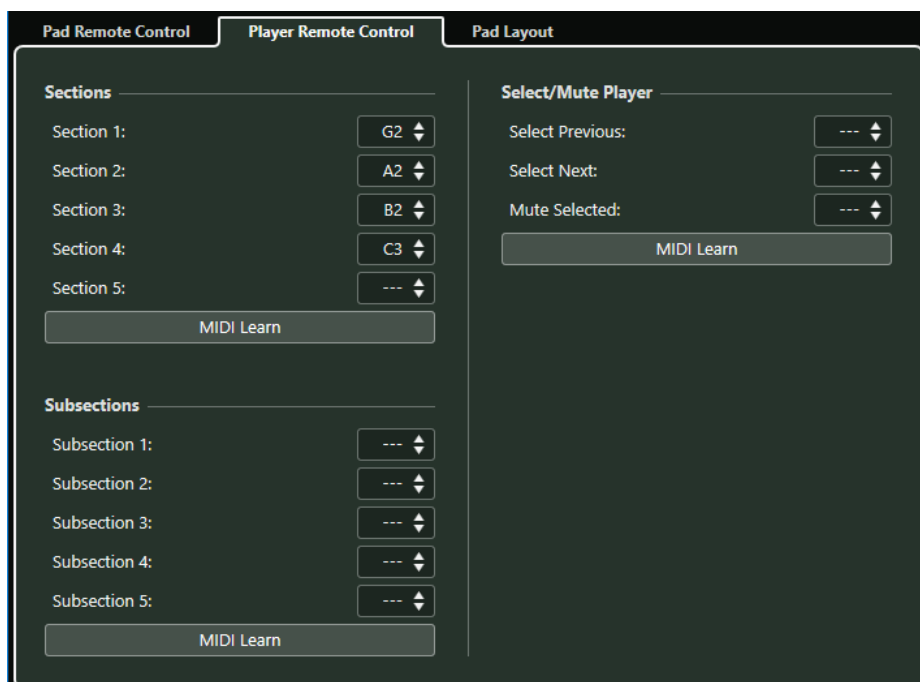 Pad Remote Control Player Remote Control Pad Layout
Sections
Section 1: G2
Section 2: A2
Section 3: B2
Section 4: C3
Section 5: ---
MIDI Learn
Subsections
Subsection 1: ---
Subsection 2: ---
Subsection 3: ---
Subsection 4: ---
Subsection 5: ---
MIDI Learn
Select/Mute Player
Select Previous: ---
Select Next: ---
Mute Selected: ---
MIDI Learn